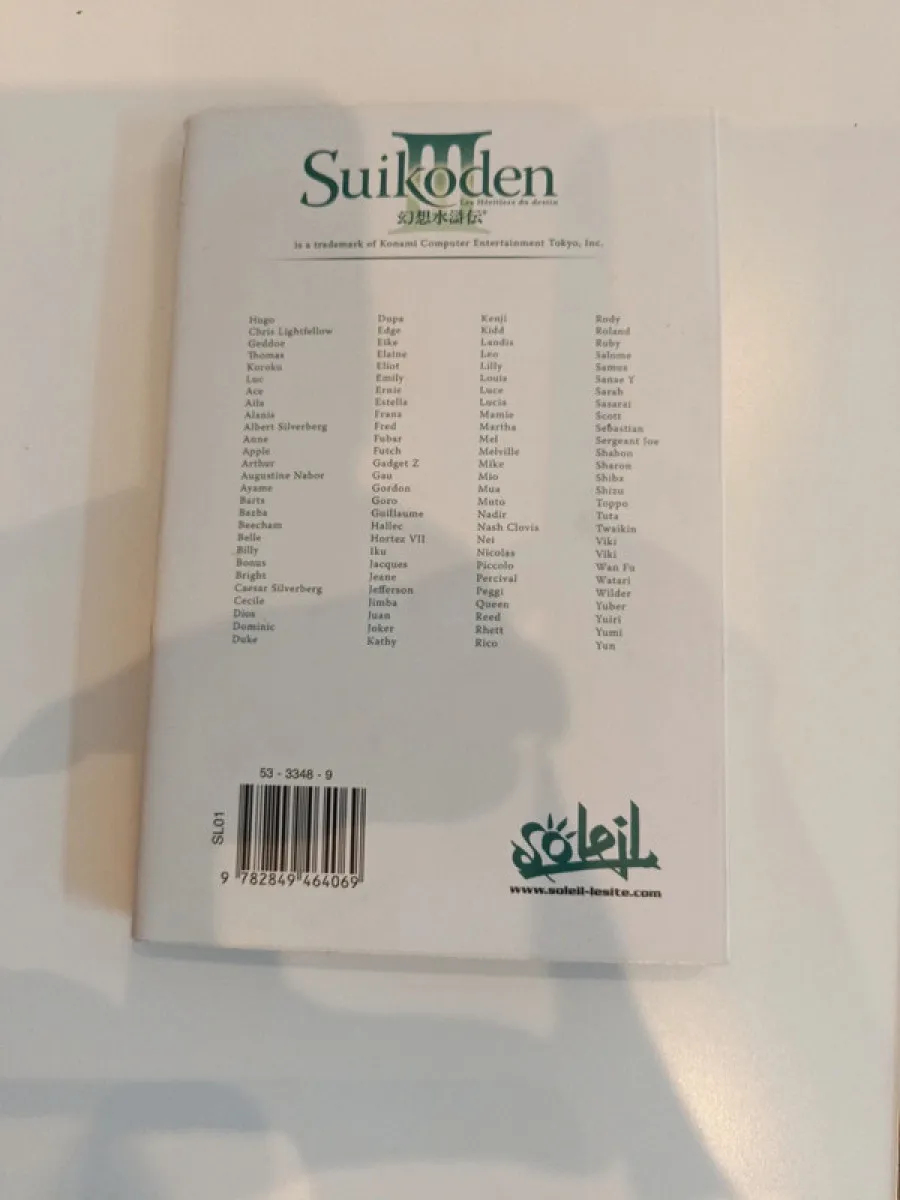 III
Suikoden
Les Héritiers du destin
幻想水滸伝
is a trademark of Konami Computer Entertainment Tokyo, Inc.
Hugo
Chris Lightfellow
Geddoe
Thomas
Koroku
Luc
Ace
Aila
Alanis
Albert Silverberg
Anne
Apple
Arthur
Augustine Nabor
Ayame
Barts
Bazba
Beecham
Belle
Billy
Bonus
Bright
Caesar Silverberg
Cecile
Dios
Dominic
Duke
Dupa
Edge
Eike
Elaine
Eliot
Emily
Ernie
Estella
Franz
Fred
Fubar
Futch
Gadget Z
Gau
Gordon
Goro
Guillaume
Hallec
Hortez VII
Iku
Jacques
Jeane
Jefferson
Jimba
Juan
Joker
Kathy
Kenji
Kidd
Landis
Leo
Lilly
Louis
Luce
Lucia
Mamie
Martha
Mel
Melville
Mike
Mio
Mua
Muto
Nadir
Nash Clovis
Nei
Nicolas
Piccolo
Percival
Peggi
Queen
Reed
Rhett
Rico
Rody
Roland
Ruby
Salome
Samus
Sanae Y
Sarah
Sasarai
Scott
Sebastian
Sergeant Joe
Shabon
Sharon
Shiba
Shizu
Toppo
Tuta
Twaikin
Viki
Viki
Wan Fu
Watari
Wilder
Yuber
Yuiri
Yumi
Yun
53 - 3348 - 9
SL01
9 782849 464069
Soleil
www.soleil-lesite.com